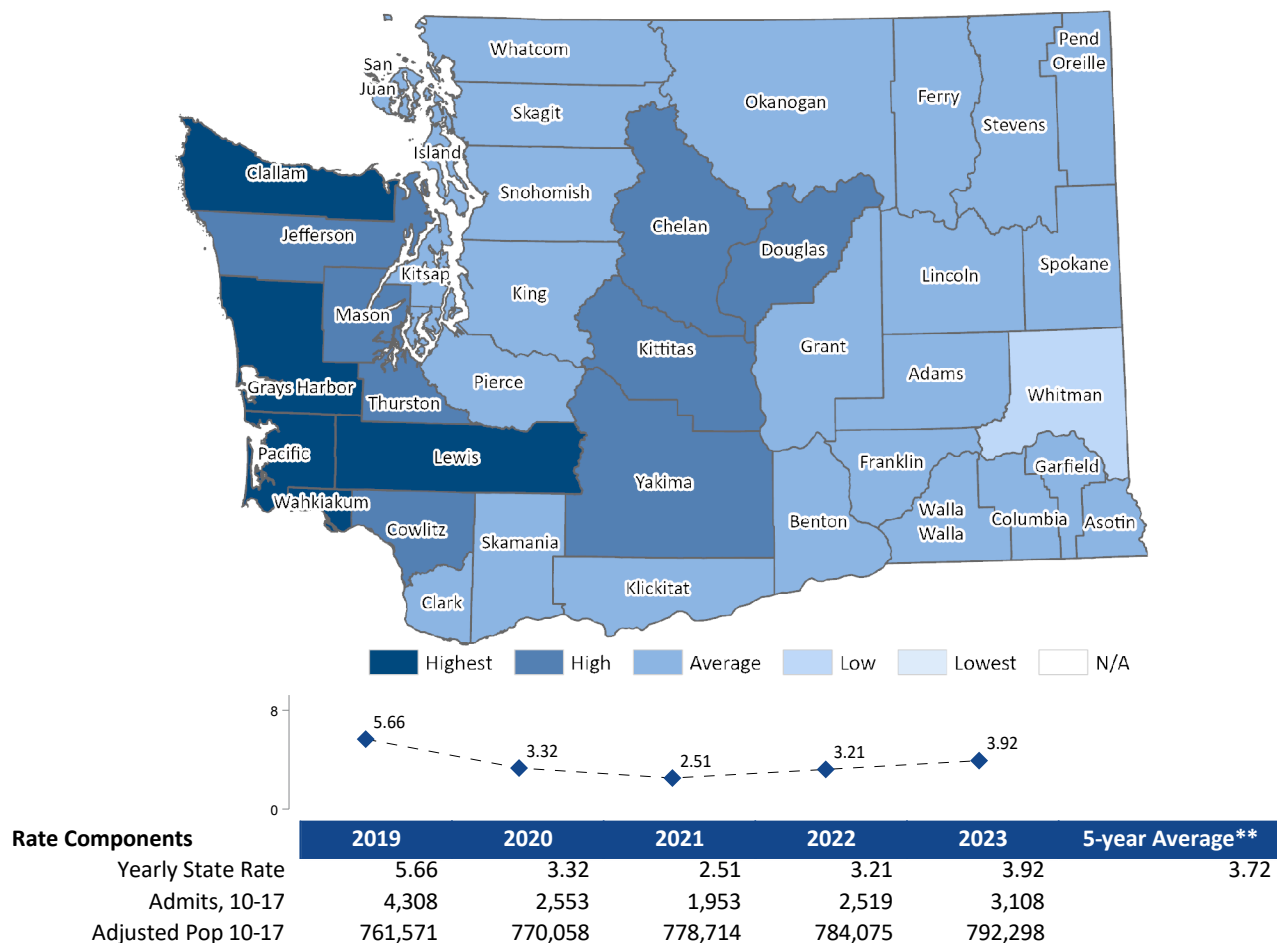 Whatcom
San
Juan
Skagit
Island
Okanogan
Ferry
Stevens
Pend
Oreille
Clallam
Snohomish
Chelan
Douglas
Jefferson
Kitsap
King
Lincoln
Spokane
Mason
Kittitas
Grant
Adams
Whitman
Grays Harbor
Thurston
Pierce
Pacific
Lewis
Yakima
Franklin
Garfield
Wahkiakum
Cowlitz
Skamania
Benton
Walla
Walla
Columbia
Asotin
Clark
Klickitat
Highest High Average Low Lowest N/A
8
5.66
3.32
2.51
3.21
3.92
0
Rate Components 2019 2020 2021 2022 2023 5-year Average**
Yearly State Rate 5.66 3.32 2.51 3.21 3.92 3.72
Admits, 10-17 4,308 2,553 1,953 2,519 3,108
Adjusted Pop 10-17 761,571 770,058 778,714 784,075 792,298